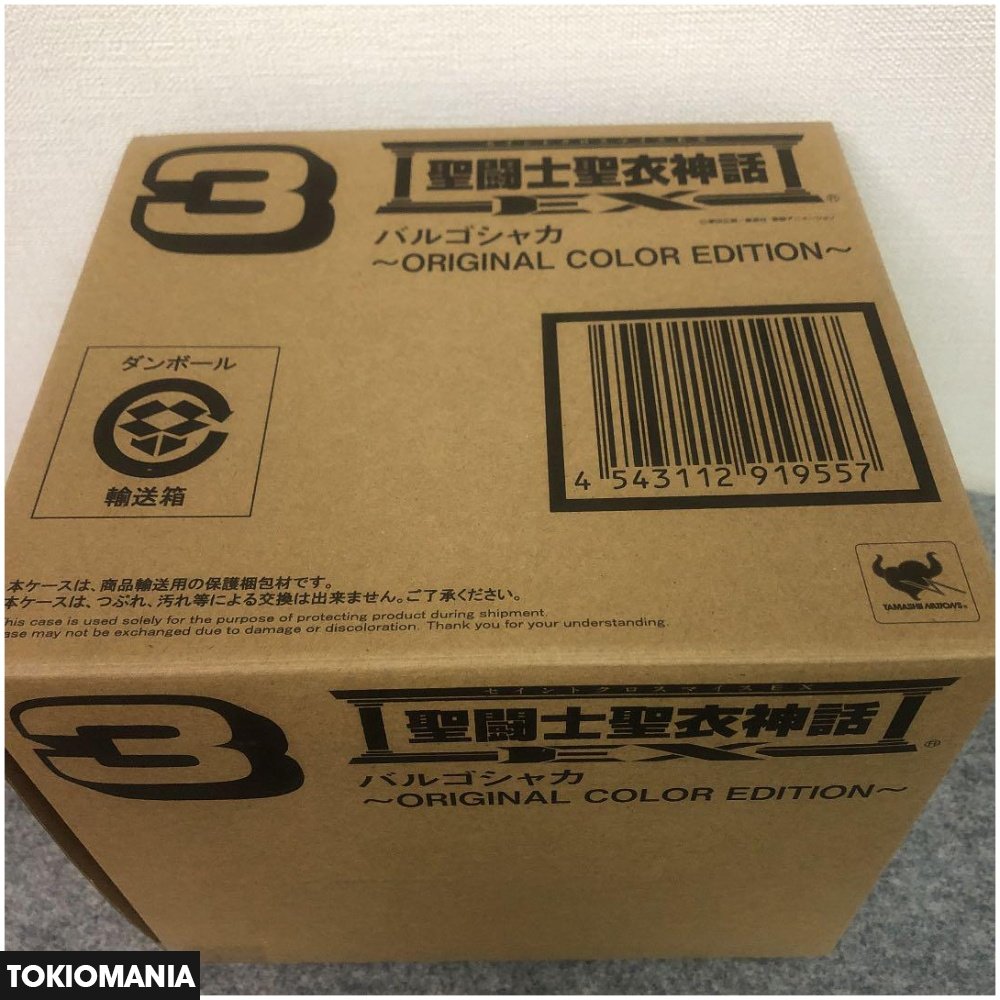 3
聖闘士聖衣神話
EX
®
バルゴシャカ
～ORIGINAL COLOR EDITION～
ダンボール
輸送箱
4 543112 919557
本ケースは、商品輸送用の保護梱包材です。
本ケースは、つぶれ、汚れ等による交換は出来ません。ご了承ください。
his case is used solely for the purpose of protecting product during shipment.
ase may not be exchanged due to damage or discoloration. Thank you for your understanding.
TAMASHII NATIONS
3
セイントクロスマイスEX
聖闘士聖衣神話
EX
®
バルゴシャカ
～ORIGINAL COLOR EDITION～
TOKIOMANIA